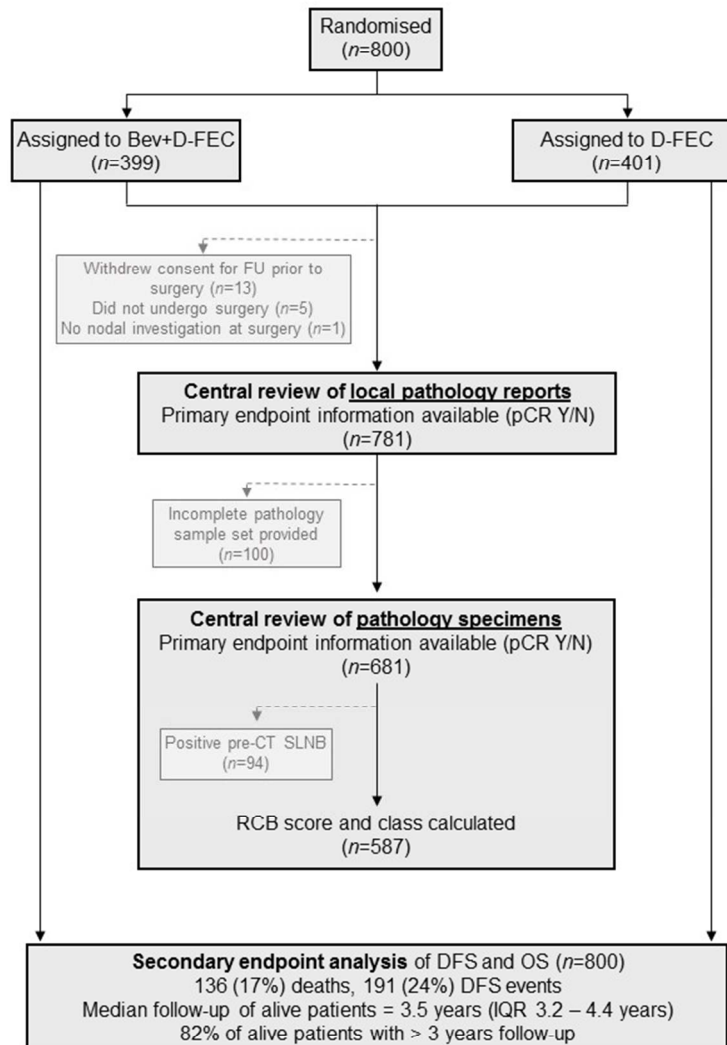 Randomised
(n=800)
Assigned to Bev+D-FEC
(n=399)
Assigned to D-FEC
(n=401)
Withdrew consent for FU prior to
surgery (n=13)
Did not undergo surgery (n=5)
No nodal investigation at surgery (n=1)
Central review of local pathology reports
Primary endpoint information available (pCR Y/N)
(n=781)
Incomplete pathology
sample set provided
(n=100)
Central review of pathology specimens
Primary endpoint information available (pCR Y/N)
(n=681)
Positive pre-CT SLNB
(n=94)
RCB score and class calculated
(n=587)
Secondary endpoint analysis of DFS and OS (n=800)
136 (17%) deaths, 191 (24%) DFS events
Median follow-up of alive patients = 3.5 years (IQR 3.2 – 4.4 years)
82% of alive patients with > 3 years follow-up